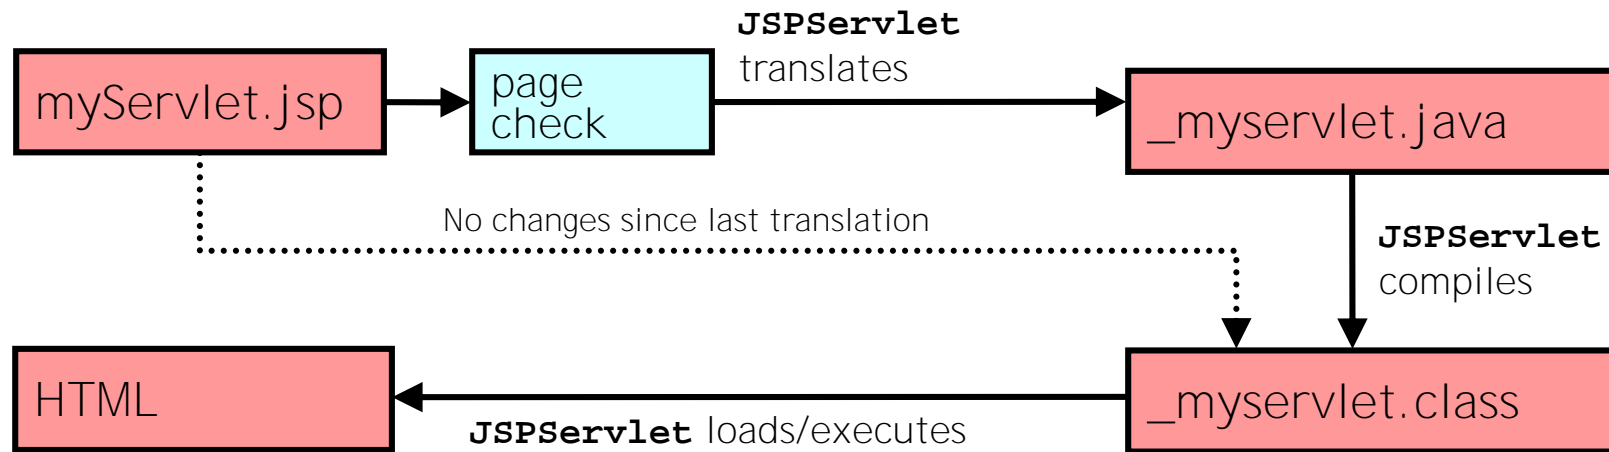 JSPServlet
translates
myServlet.jsp
page
check
_myservlet.java
No changes since last translation
JSPServlet
compiles
HTML
_myservlet.class
JSPServlet loads/executes